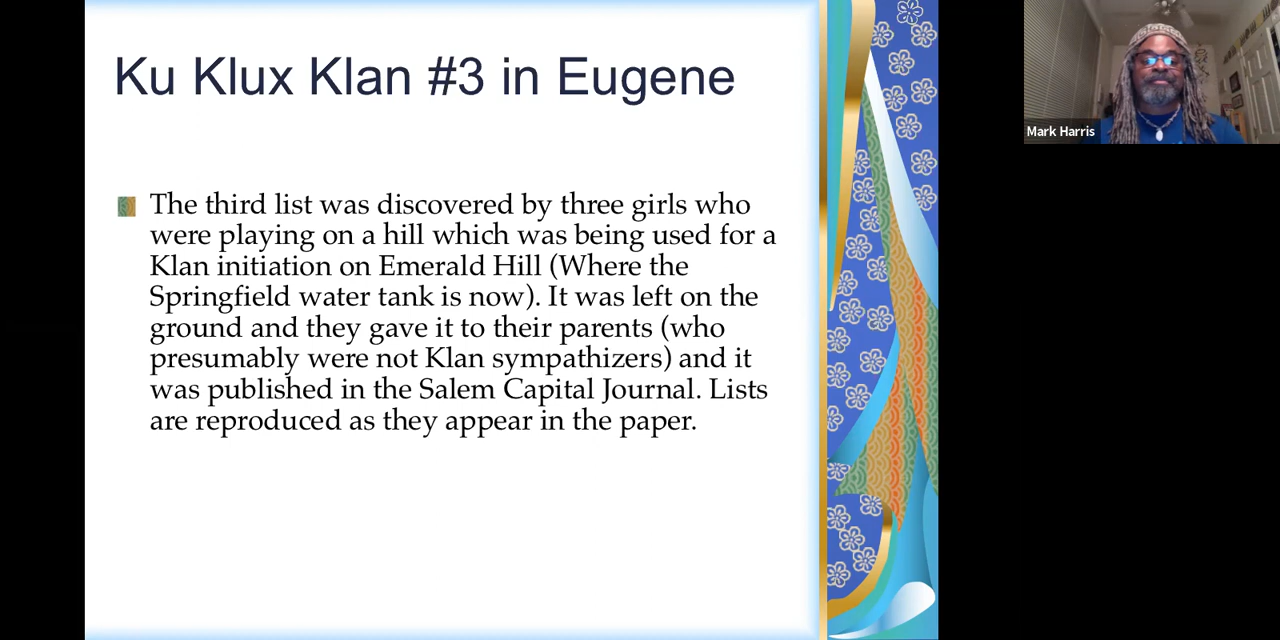 Ku Klux Klan #3 in Eugene
The third list was discovered by three girls who
were playing on a hill which was being used for a
Klan initiation on Emerald Hill (Where the
Springfield water tank is now). It was left on the
ground and they gave it to their parents (who
presumably were not Klan sympathizers) and it
was published in the Salem Capital Journal. Lists
are reproduced as they appear in the paper.
Mark Harris